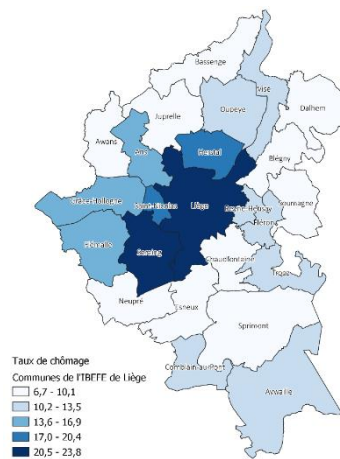 Bassenge
Visé
Dalhem
Oupeye
Juprelle
Awans
Ans
Herstal
Blégny
Grâce-Hollogne
Saint-Nicolas
Liège
Beyne-Heusay
Soumagne
Fléron
Flémalle
Seraing
Chaudfontaine
Trooz
Neupré
Esneux
Sprimont
Comblain-au-Pont
Aywaille
Taux de chômage
Communes de l'IBEFE de Liège
6,7 - 10,1
10,2 - 13,5
13,6 - 16,9
17,0 - 20,4
20,5 - 23,8